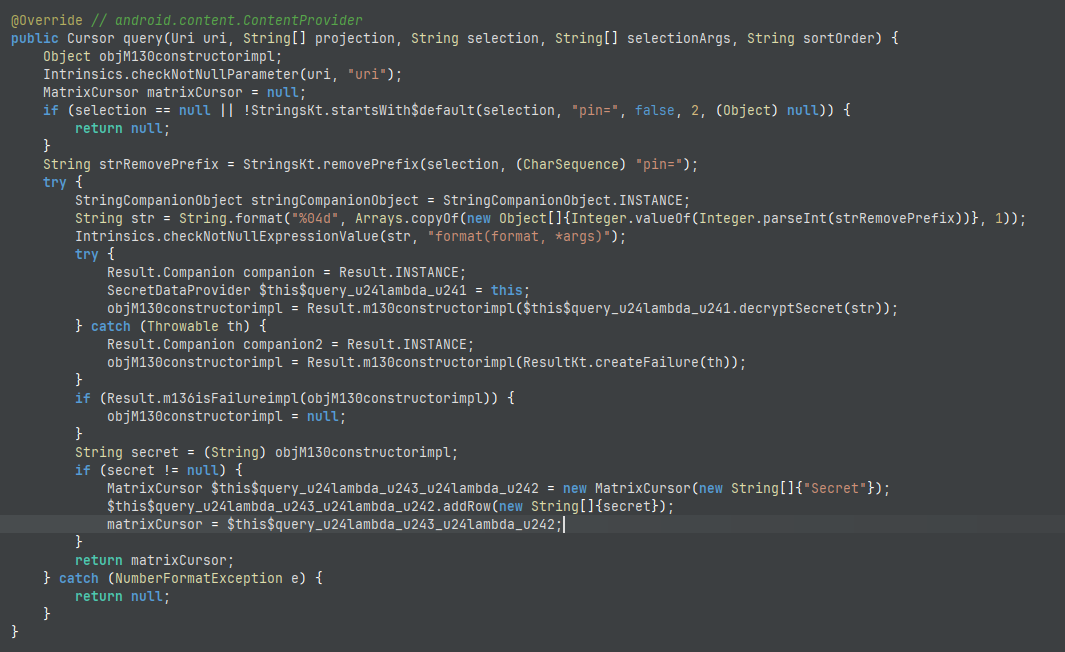 @Override // android.content.ContentProvider
public Cursor query(Uri uri, String[] projection, String selection, String[] selectionArgs, String sortOrder) {
    Object objM130constructorimpl;
    Intrinsics.checkNotNullParameter(uri, "uri");
    MatrixCursor matrixCursor = null;
    if (selection == null || !StringsKt.startsWith$default(selection, "pin=", false, 2, (Object) null)) {
        return null;
    }
    String strRemovePrefix = StringsKt.removePrefix(selection, (CharSequence) "pin=");
    try {
        StringCompanionObject stringCompanionObject = StringCompanionObject.INSTANCE;
        String str = String.format("%04d", Arrays.copyOf(new Object[]{Integer.valueOf(Integer.parseInt(strRemovePrefix))}, 1));
        Intrinsics.checkNotNullExpressionValue(str, "format(format, *args)");
        try {
            Result.Companion companion = Result.INSTANCE;
            SecretDataProvider $this$query_u24lambda_u241 = this;
            objM130constructorimpl = Result.m130constructorimpl($this$query_u24lambda_u241.decryptSecret(str));
        } catch (Throwable th) {
            Result.Companion companion2 = Result.INSTANCE;
            objM130constructorimpl = Result.m130constructorimpl(ResultKt.createFailure(th));
        }
        if (Result.m136isFailureimpl(objM130constructorimpl)) {
            objM130constructorimpl = null;
        }
        String secret = (String) objM130constructorimpl;
        if (secret != null) {
            MatrixCursor $this$query_u24lambda_u243_u24lambda_u242 = new MatrixCursor(new String[]{"Secret"});
            $this$query_u24lambda_u243_u24lambda_u242.addRow(new String[]{secret});
            matrixCursor = $this$query_u24lambda_u243_u24lambda_u242;
        }
        return matrixCursor;
    } catch (NumberFormatException e) {
        return null;
    }
}